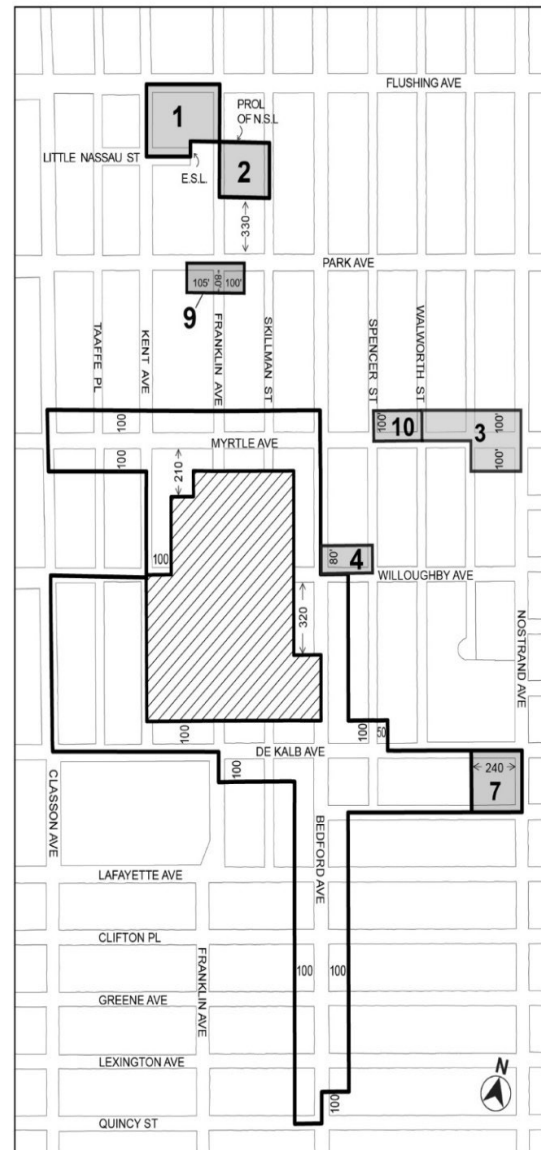 FLUSHING AVE
1
PROL
OF N.S.L
LITTLE NASSAU ST
E.S.L.
2
330
PARK AVE
105'
80'
100'
9
TAAFFE PL
KENT AVE
FRANKLIN AVE
SKILLMAN ST
SPENCER ST
WALWORTH ST
100
100'
10
100'
3
MYRTLE AVE
100
210
100'
100
80'
4
WILLOUGHBY AVE
320
NOSTRAND AVE
100
100
50
DE KALB AVE
100
240
7
CLASSON AVE
BEDFORD AVE
LAFAYETTE AVE
CLIFTON PL
FRANKLIN AVE
100
100
GREENE AVE
LEXINGTON AVE
N
100
QUINCY ST